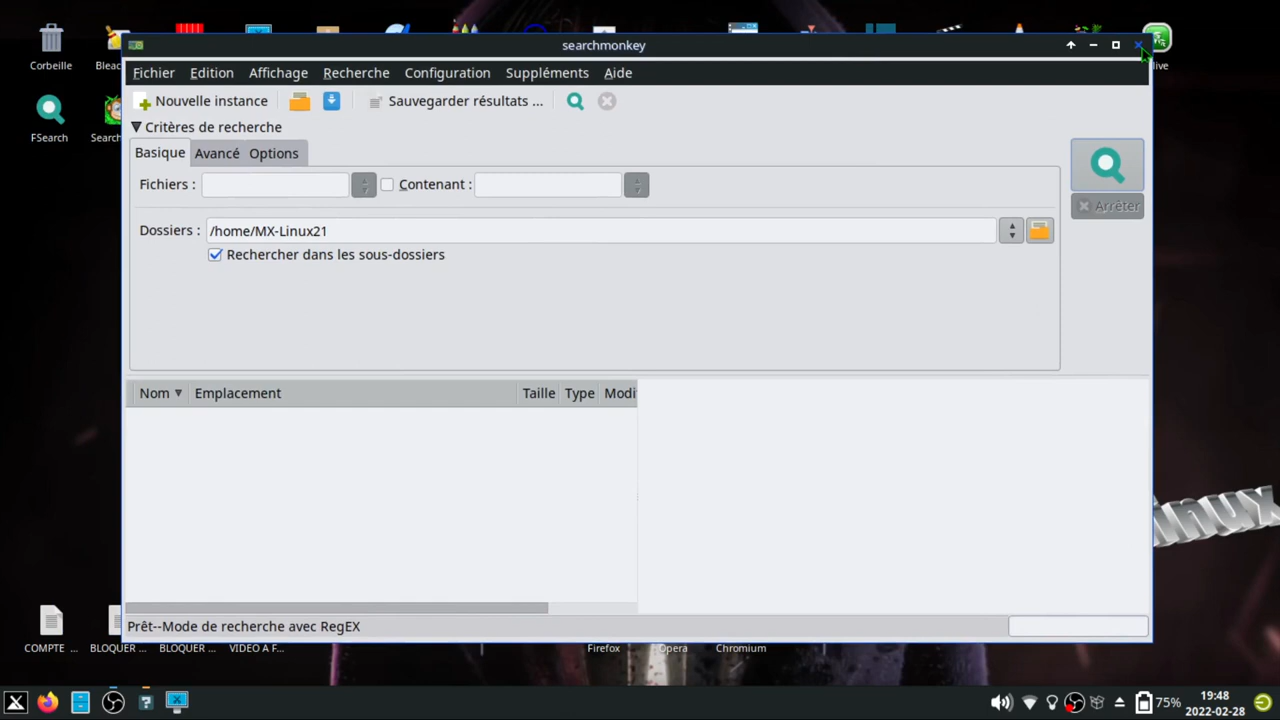 searchmonkey
Corbeille
Bleac
live
Fichier Edition Affichage Recherche Configuration Suppléments Aide
Nouvelle instance Sauvegarder résultats ...
FSearch
Search
Critères de recherche
Basique Avancé Options
Fichiers : Contenant :
Arrêter
Dossiers : /home/MX-Linux21
Rechercher dans les sous-dossiers
Nom Emplacement Taille Type Modi
inux
Prêt--Mode de recherche avec RegEX
COMPTE ... BLOQUER ... BLOQUER ... VIDEO A F... Firefox Opera Chromium
75%
19:48
2022-02-28